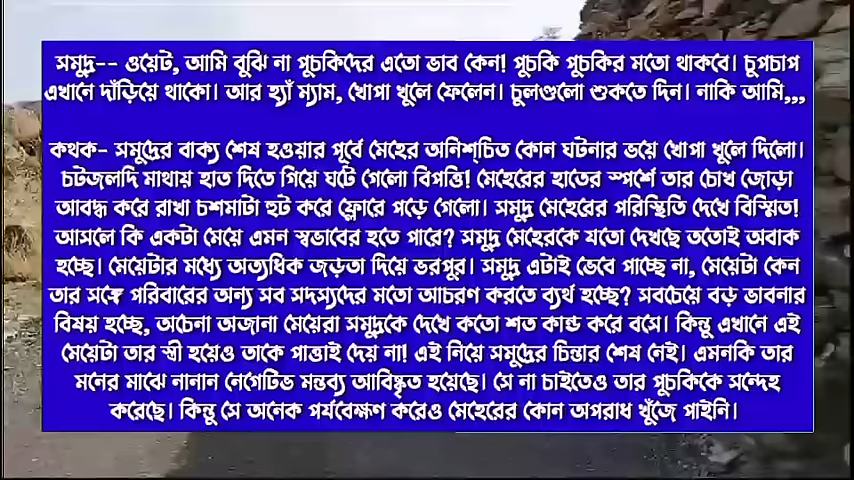 সমুদ্র-- ওয়েট, আমি বুঝি না পুচকিদের এতো ভাব কেন! পুচকি পুচকির মতো থাকবে। চুপচাপ
এখানে দাঁড়িয়ে থাকো। আর হ্যাঁ ম্যাম, খোপা খুলে ফেলেন। চুলগুলো শুকতে দিন। নাকি আমি,,,
কথক- সমুদ্রের বাক্য শেষ হওয়ার পূর্বে মেহের অনিশ্চিত কোন ঘটনার ভয়ে খোপা খুলে দিলো।
চটজলদি মাথায় হাত দিতে গিয়ে ঘটে গেলো বিপত্তি! মেহেরের হাতের স্পর্শে তার চোখ জোড়া
আবদ্ধ করে রাখা চশমাটা হুট করে ফ্লোরে পড়ে গেলো। সমুদ্র মেহেরের পরিস্থিতি দেখে বিস্মিত!
আসলে কি একটা মেয়ে এমন স্বভাবের হতে পারে? সমুদ্র মেহেরকে যতো দেখছে ততোই অবাক
হচ্ছে। মেয়েটার মধ্যে অত্যধিক জড়তা দিয়ে ভরপুর। সমুদ্র এটাই ভেবে পাচ্ছে না, মেয়েটা কেন
তার সঙ্গে পরিবারের অন্য সব সদস্যদের মতো আচরণ করতে ব্যর্থ হচ্ছে? সবচেয়ে বড় ভাবনার
বিষয় হচ্ছে, অচেনা অজানা মেয়েরা সমুদ্রকে দেখে কতো শত কান্ড করে বসে। কিন্তু এখানে এই
মেয়েটা তার স্ত্রী হয়েও তাকে পাত্তাই দেয় না! এই নিয়ে সমুদ্রের চিন্তার শেষ নেই। এমনকি তার
মনের মাঝে নানান নেগেটিভ মন্তব্য আবিষ্কৃত হয়েছে। সে না চাইতেও তার পুচকিকে সন্দেহ
করেছে। কিন্তু সে অনেক পর্যবেক্ষণ করেও মেহেরের কোন অপরাধ খুঁজে পাইনি।